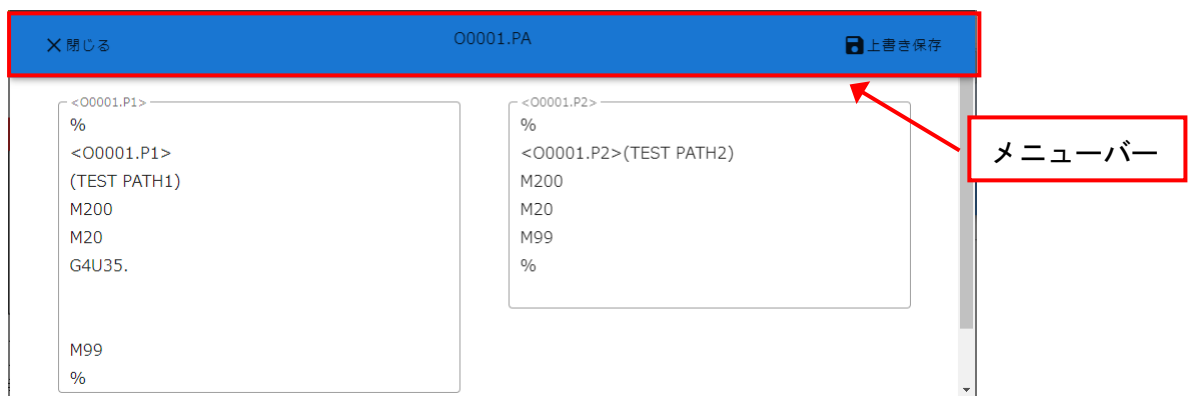 閉じる
O0001.PA
上書き保存
メニューバー
<O0001.P1>
%
<O0001.P1>
(TEST PATH1)
M200
M20
G4U35.
M99
%
<O0001.P2>
%
<O0001.P2>(TEST PATH2)
M200
M20
M99
%